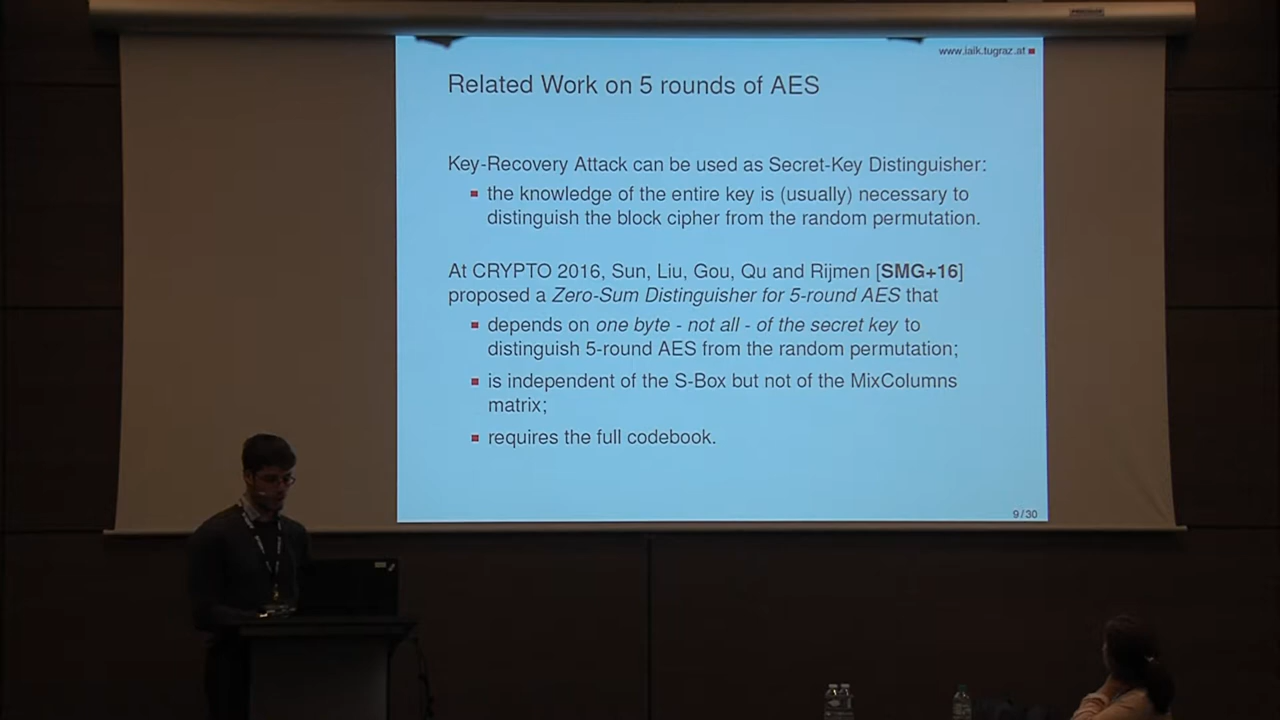 www.iaik.tugraz.at
Related Work on 5 rounds of AES
Key-Recovery Attack can be used as Secret-Key Distinguisher:
the knowledge of the entire key is (usually) necessary to
distinguish the block cipher from the random permutation.
At CRYPTO 2016, Sun, Liu, Gou, Qu and Rijmen [SMG+16]
proposed a Zero-Sum Distinguisher for 5-round AES that
depends on one byte - not all - of the secret key to
distinguish 5-round AES from the random permutation;
is independent of the S-Box but not of the MixColumns
matrix;
requires the full codebook.
9/30